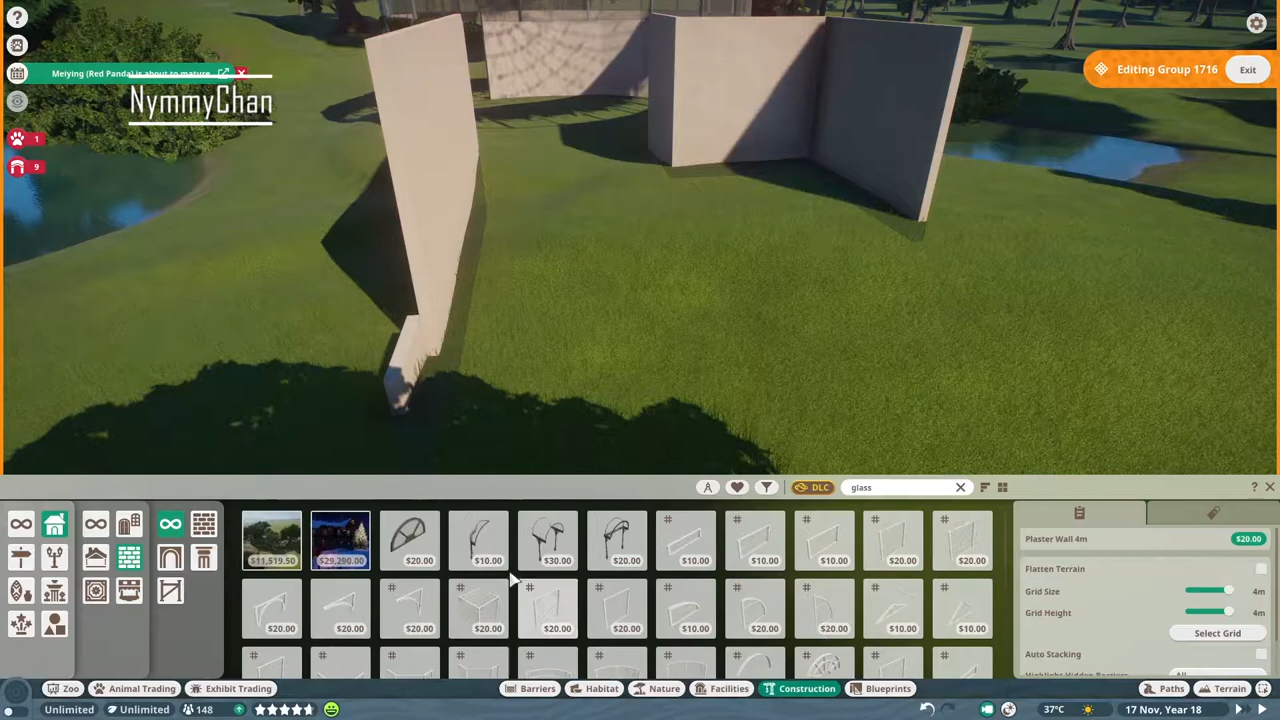 ?
Meiying (Red Panda) is about to mature
NymmyChan
1
9
Editing Group 1716
Exit
DLC
glass
?
$11,519.50
$29,290.00
$20.00
$10.00
$30.00
$20.00
$10.00
$10.00
$10.00
$20.00
$20.00
$20.00
$20.00
$20.00
$20.00
$20.00
$20.00
$10.00
$20.00
$20.00
$10.00
$10.00
Plaster Wall 4m
$20.00
Flatten Terrain
Grid Size
4m
Grid Height
4m
Select Grid
Auto Stacking
Zoo
Animal Trading
Exhibit Trading
Barriers
Habitat
Nature
Facilities
Construction
Blueprints
Paths
Terrain
Unlimited
Unlimited
148
37°C
17 Nov, Year 18